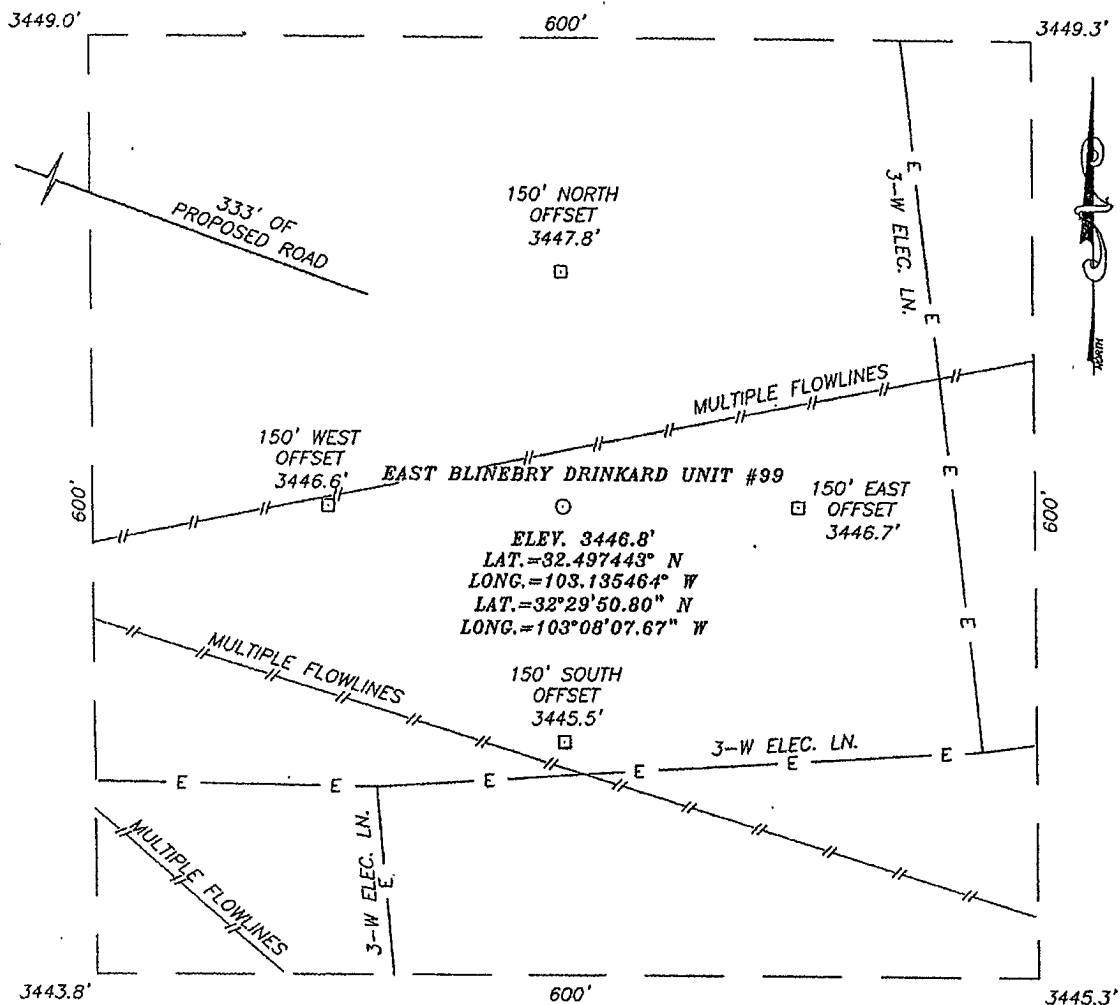 3449.0'
600'
3449.3'
E
3-W ELEC. LN.
E
150' NORTH
OFFSET
3447.8'
333' OF
PROPOSED ROAD
NORTH
MULTIPLE FLOWLINES
150' WEST
OFFSET
3446.6'
EAST BLINEBRY DRINKARD UNIT #99
E
600'
150' EAST
OFFSET
3446.7'
600'
ELEV. 3446.8'
LAT.=32.497443° N
LONG.=103.135464° W
LAT.=32°29'50.80" N
LONG.=103°08'07.67" W
E
MULTIPLE FLOWLINES
150' SOUTH
OFFSET
3445.5'
3-W ELEC. LN.
E
E
E
E
E
E
MULTIPLE FLOWLINES
3-W ELEC. LN.
E
3443.8'
600'
3445.3'